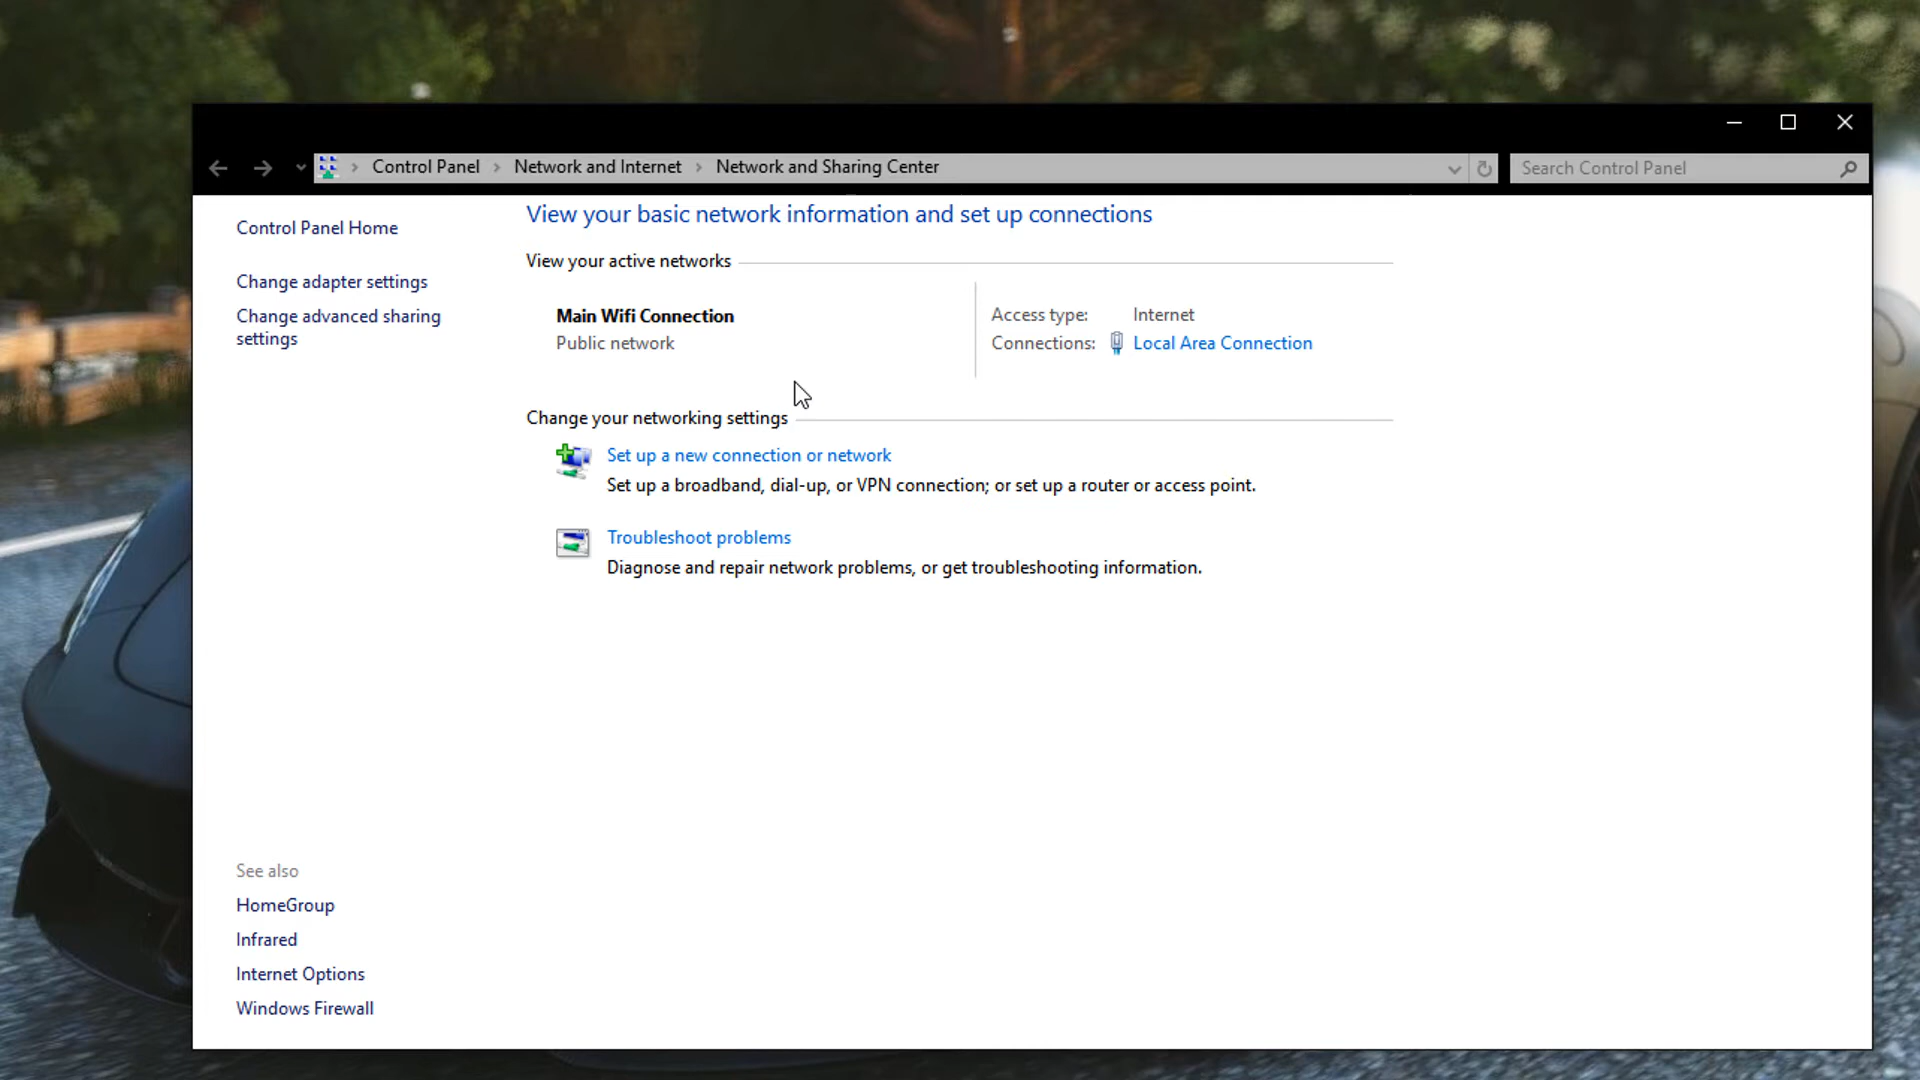 Control Panel
Network and Internet
Network and Sharing Center
Search Control Panel
Control Panel Home
Change adapter settings
Change advanced sharing
settings
View your basic network information and set up connections
View your active networks
Main Wifi Connection
Public network
Access type: Internet
Connections: Local Area Connection
Change your networking settings
Set up a new connection or network
Set up a broadband, dial-up, or VPN connection; or set up a router or access point.
Troubleshoot problems
Diagnose and repair network problems, or get troubleshooting information.
See also
HomeGroup
Infrared
Internet Options
Windows Firewall